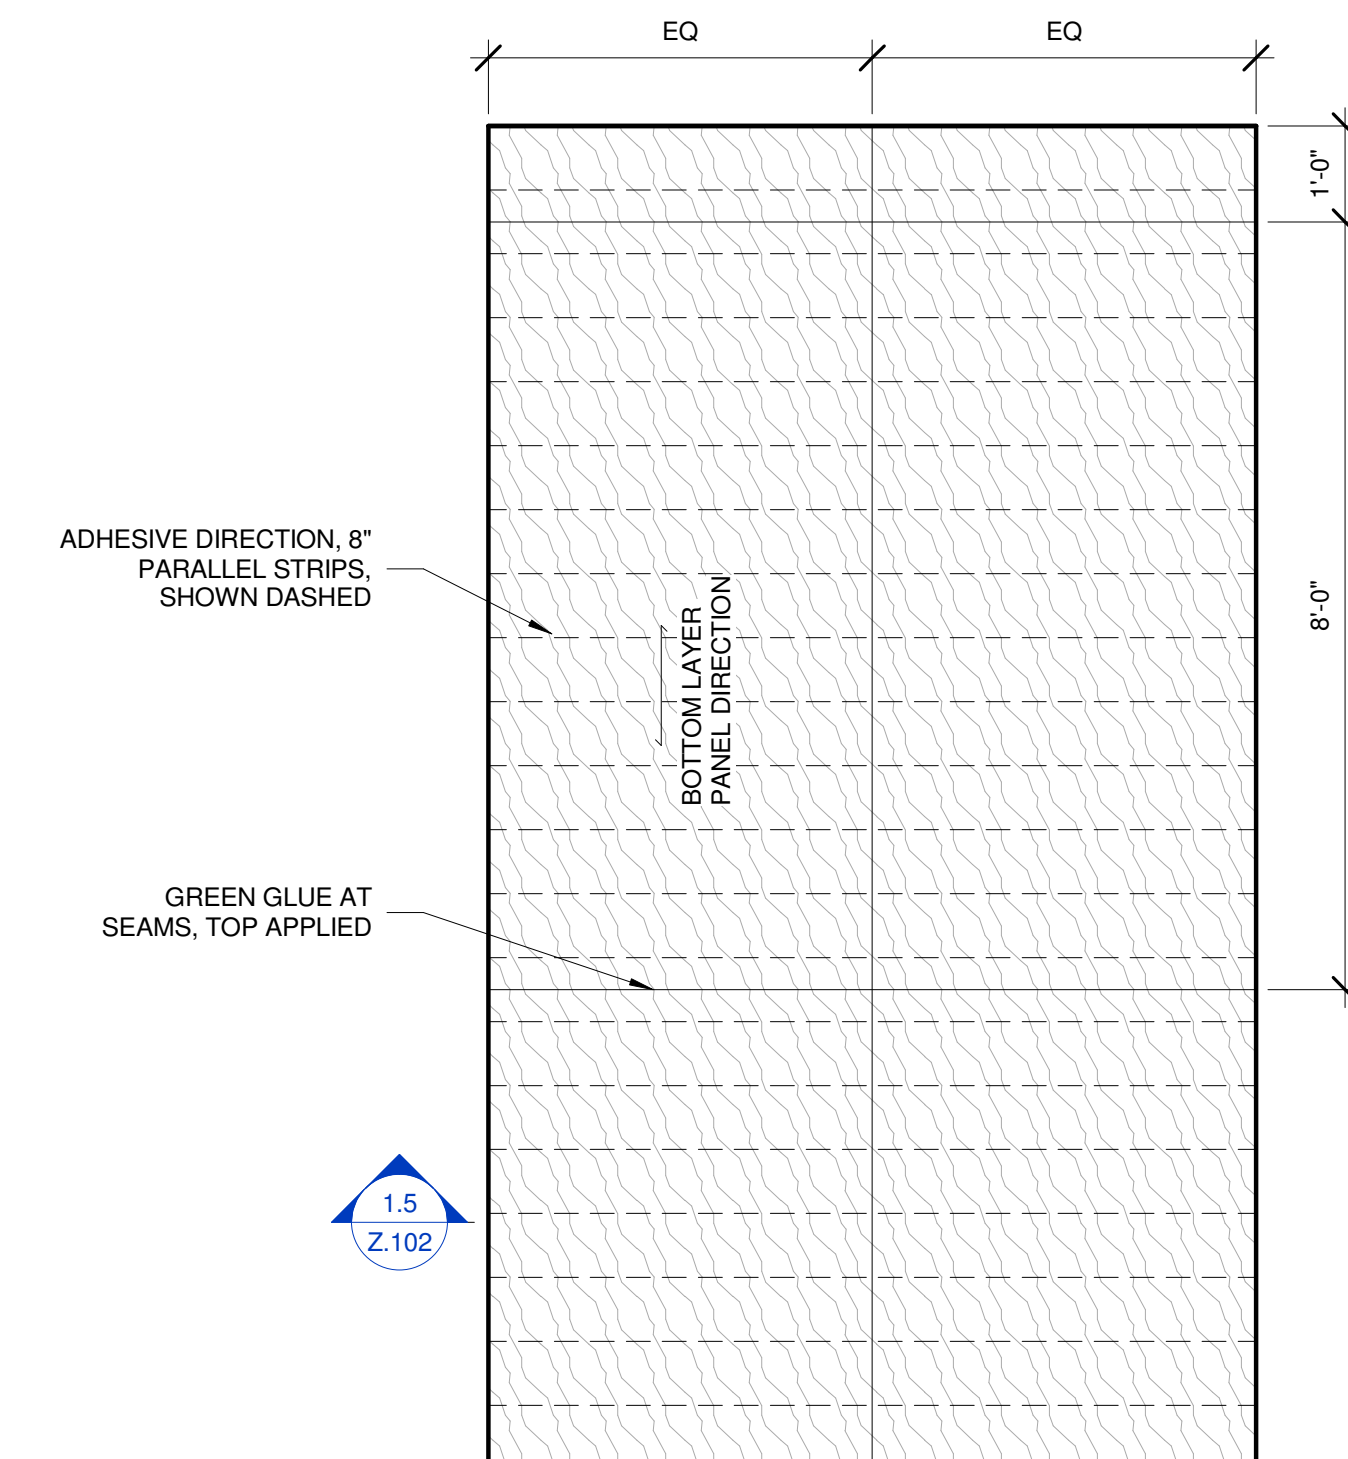 EQ
EQ
1'-0"
ADHESIVE DIRECTION, 8"
PARALLEL STRIPS,
SHOWN DASHED
8'-0"
BOTTOM LAYER
PANEL DIRECTION
GREEN GLUE AT
SEAMS, TOP APPLIED
1.5
Z.102